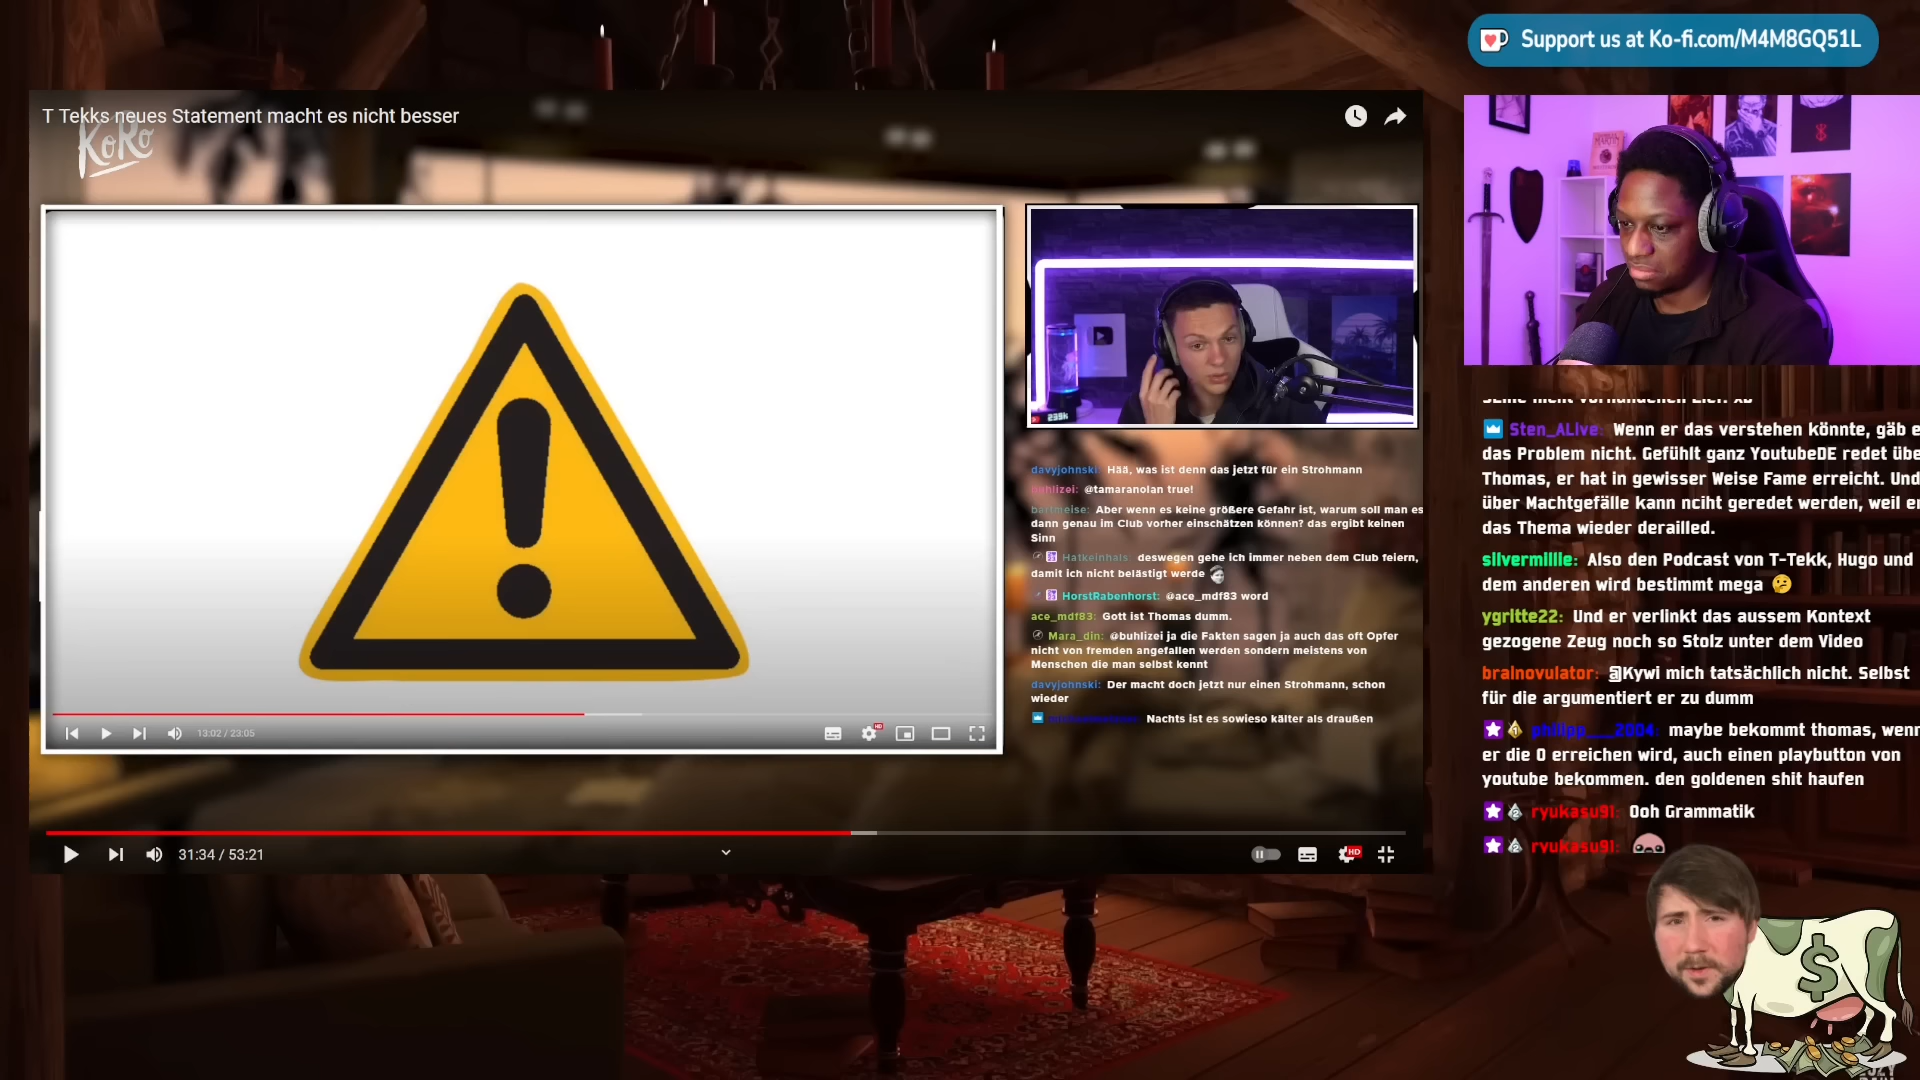 Support us at Ko-fi.com/M4M8GQ51L
T Tekks neues Statement macht es nicht besser
KoRo
MARTIN
239k
13:02 / 23:05
HD
davyjohnski: Hää, was ist denn das jetzt für ein Strohmann
buhlizei: @tamaranolan true!
bartmeise: Aber wenn es keine größere Gefahr ist, warum soll man es
dann genau im Club vorher einschätzen können? das ergibt keinen
Sinn
Hatkeinhals: deswegen gehe ich immer neben dem Club feiern,
damit ich nicht belästigt werde
HorstRabenhorst: @ace_mdf83 word
ace_mdf83: Gott ist Thomas dumm.
Mara_din: @buhlizei ja die Fakten sagen ja auch das oft Opfer
nicht von fremden angefallen werden sondern meistens von
Menschen die man selbst kennt
davyjohnski: Der macht doch jetzt nur einen Strohmann, schon
wieder
Nachts ist es sowieso kälter als draußen
31:34 / 53:21
HD
Sten_ALive: Wenn er das verstehen könnte, gäb e
das Problem nicht. Gefühlt ganz YoutubeDE redet übe
Thomas, er hat in gewisser Weise Fame erreicht. Und
über Machtgefälle kann nciht geredet werden, weil er
das Thema wieder derailled.
silvermillie: Also den Podcast von T-Tekk, Hugo und
dem anderen wird bestimmt mega
ygritte22: Und er verlinkt das aussem Kontext
gezogene Zeug noch so Stolz unter dem Video
brainovulator: @Kywi mich tatsächlich nicht. Selbst
für die argumentiert er zu dumm
philipp___2004: maybe bekommt thomas, wenn
er die 0 erreichen wird, auch einen playbutton von
youtube bekommen. den goldenen shit haufen
ryukasu91: Ooh Grammatik
ryukasu91:
$